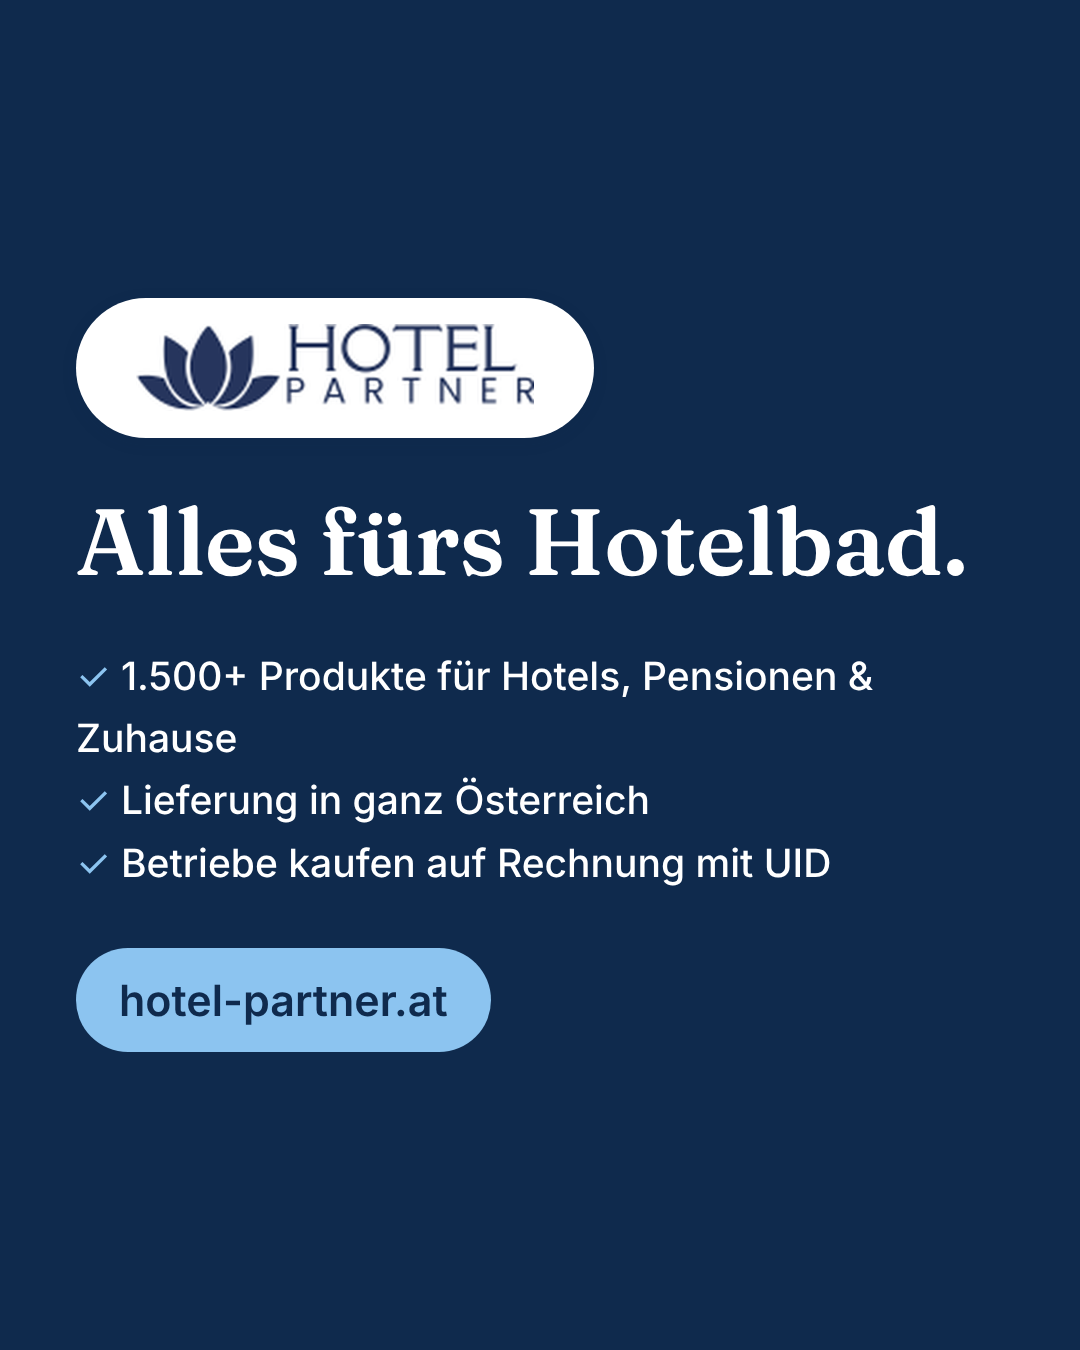 HOTEL
PARTNER
Alles fürs Hotelbad.
✓ 1.500+ Produkte für Hotels, Pensionen &
Zuhause
✓ Lieferung in ganz Österreich
✓ Betriebe kaufen auf Rechnung mit UID
hotel-partner.at